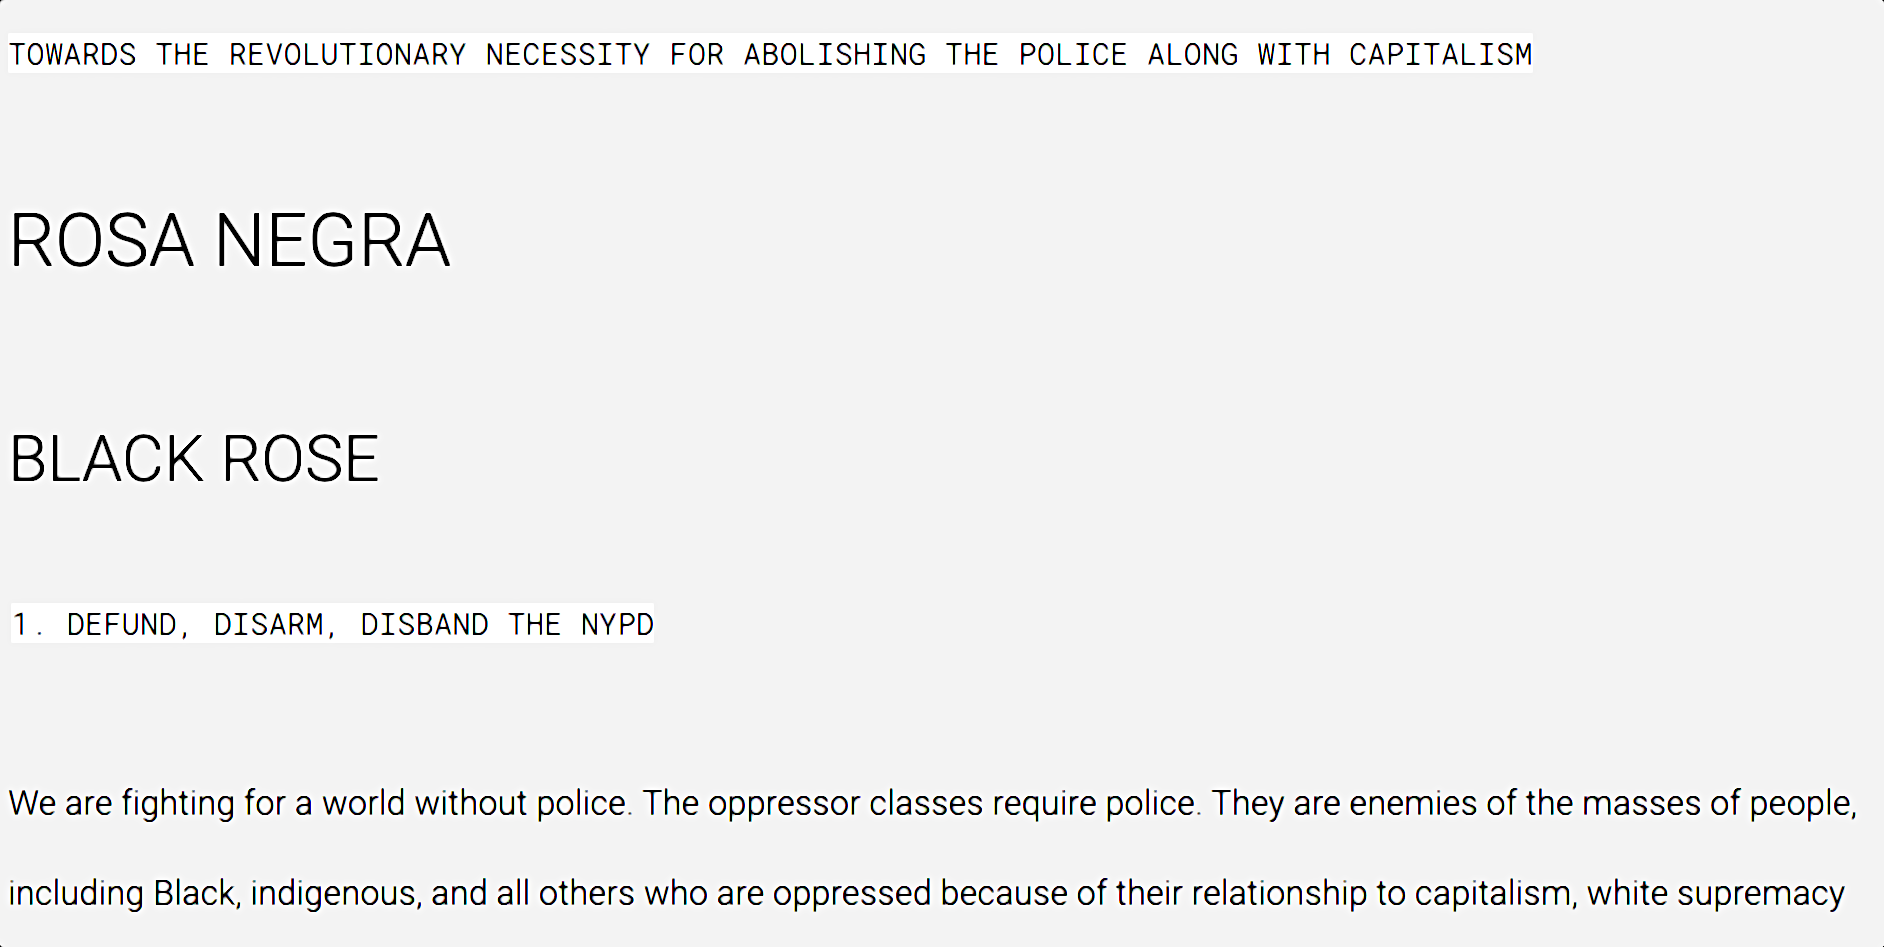 TOWARDS THE REVOLUTIONARY NECESSITY FOR ABOLISHING THE POLICE ALONG WITH CAPITALISM
ROSA NEGRA
BLACK ROSE
1. DEFUND, DISARM, DISBAND THE NYPD
We are fighting for a world without police. The oppressor classes require police. They are enemies of the masses of people,
including Black, indigenous, and all others who are oppressed because of their relationship to capitalism, white supremacy